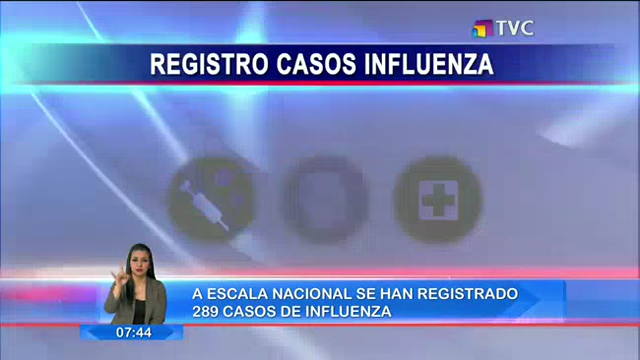 TVC
REGISTRO CASOS INFLUENZA
A ESCALA NACIONAL SE HAN REGISTRADO
289 CASOS DE INFLUENZA
07:44